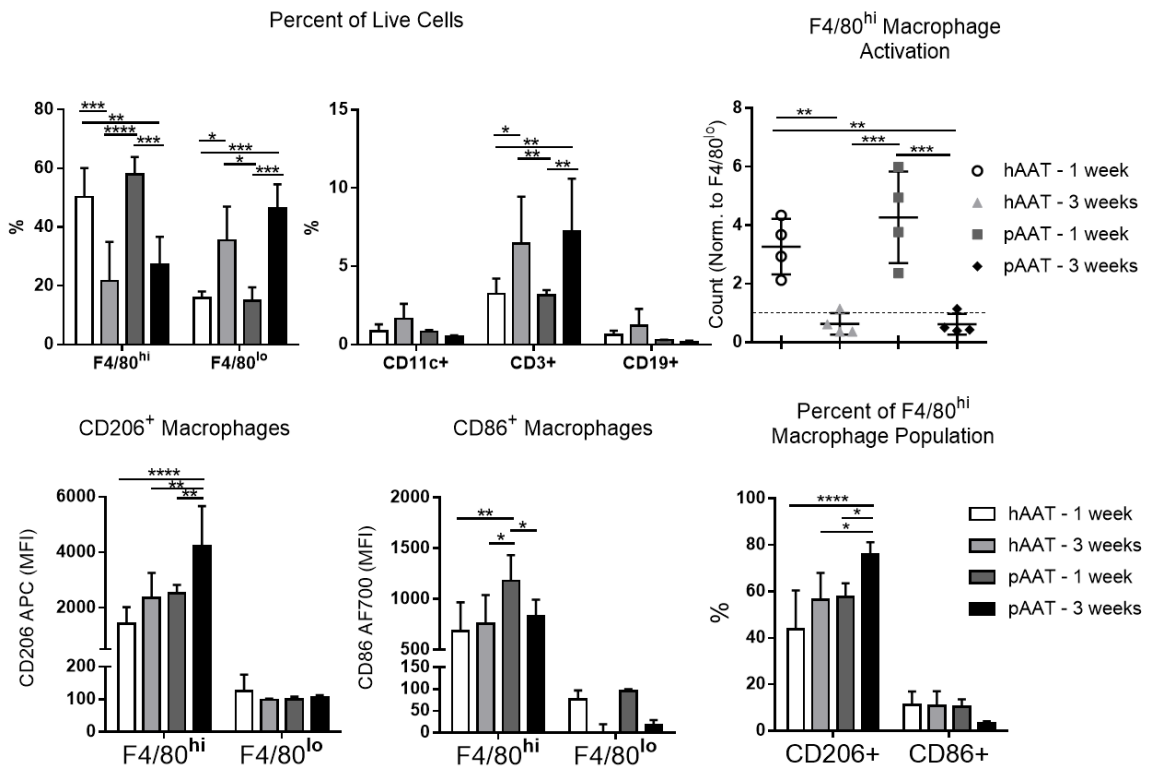 Percent of Live Cells
F4/80hi Macrophage
Activation
80
60
40
20
0
%
*** ** **** *** * *** * ***
F4/80hi F4/80lo
15
10
5
0
%
* ** ** **
CD11c+ CD3+ CD19+
8
6
4
2
0
Count (Norm. to F4/80lo)
** ** *** ***
hAAT - 1 week
hAAT - 3 weeks
pAAT - 1 week
pAAT - 3 weeks
CD206+ Macrophages
CD86+ Macrophages
Percent of F4/80hi
Macrophage Population
6000
4000
2000
200
100
0
CD206 APC (MFI)
**** ** **
F4/80hi F4/80lo
2000
1500
1000
500
150
100
50
0
CD86 AF700 (MFI)
** * *
F4/80hi F4/80lo
100
80
60
40
20
0
%
**** * *
CD206+ CD86+
hAAT - 1 week
hAAT - 3 weeks
pAAT - 1 week
pAAT - 3 weeks